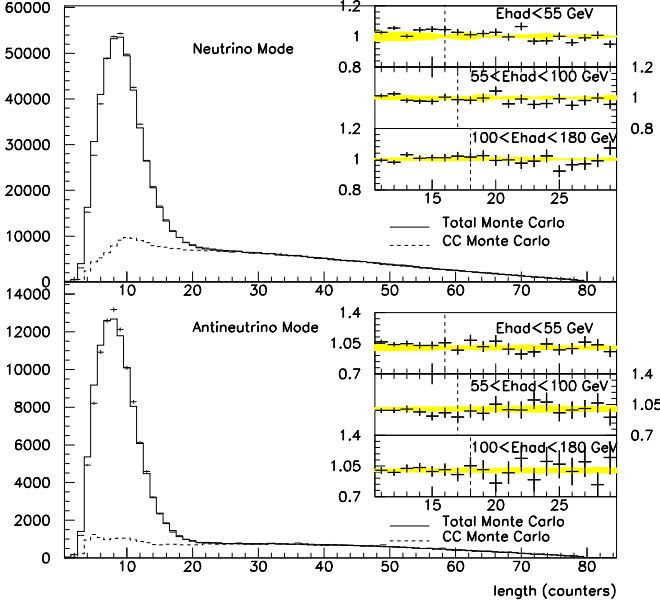 60000
50000
40000
30000
20000
10000
0
Neutrino Mode
1.2
1
0.8
Ehad<55 GeV
55<Ehad<100 GeV
1.2
1
0.8
1.2
1
0.8
100<Ehad<180 GeV
15 20 25
Total Monte Carlo
CC Monte Carlo
10 20 30 40 50 60 70 80
14000
12000
10000
8000
6000
4000
2000
0
Antineutrino Mode
1.4
1.05
0.7
Ehad<55 GeV
55<Ehad<100 GeV
1.4
1.05
0.7
1.4
1.05
0.7
100<Ehad<180 GeV
15 20 25
Total Monte Carlo
CC Monte Carlo
10 20 30 40 50 60 70 80
length (counters)